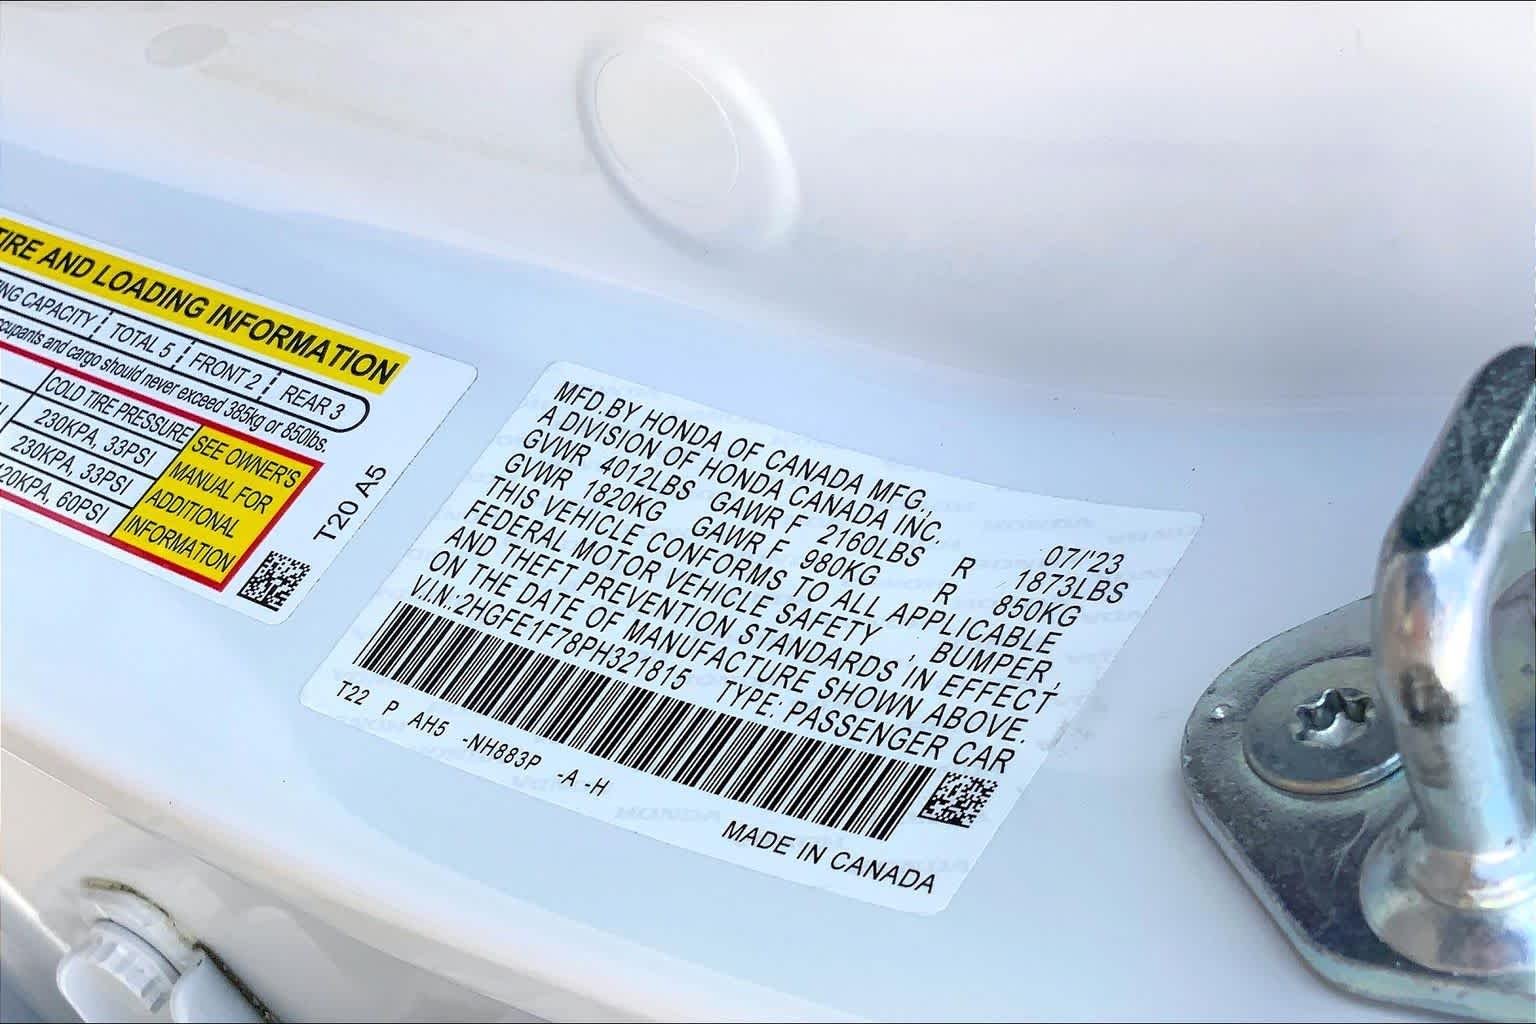 TIRE AND LOADING INFORMATION
CAPACITY TOTAL 5 FRONT 2 REAR 3
and cargo should never exceed 385kg or 850lbs.
COLD TIRE PRESSURE
230KPA, 33PSI
230KPA, 33PSI
420KPA, 60PSI
SEE OWNER'S
MANUAL FOR
ADDITIONAL
INFORMATION
T20 A5
MFD.BY HONDA OF CANADA MFG.,
A DIVISION OF HONDA CANADA INC. 07/'23
GVWR 4012LBS GAWR F 2160LBS R 1873LBS
GVWR 1820KG GAWR F 980KG R 850KG
THIS VEHICLE CONFORMS TO ALL APPLICABLE
FEDERAL MOTOR VEHICLE SAFETY , BUMPER,
AND THEFT PREVENTION STANDARDS IN EFFECT
ON THE DATE OF MANUFACTURE SHOWN ABOVE.
V.I.N.:2HGFE1F78PH321815 TYPE: PASSENGER CAR
T22 P AH5 -NH883P -A -H
MADE IN CANADA